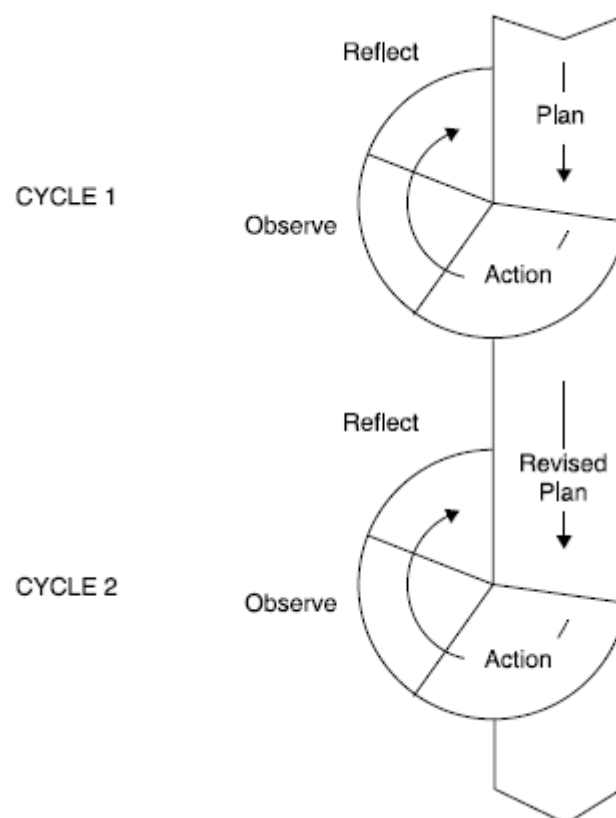 Reflect
Plan
CYCLE 1
Observe
Action
Reflect
Revised
Plan
CYCLE 2
Observe
Action